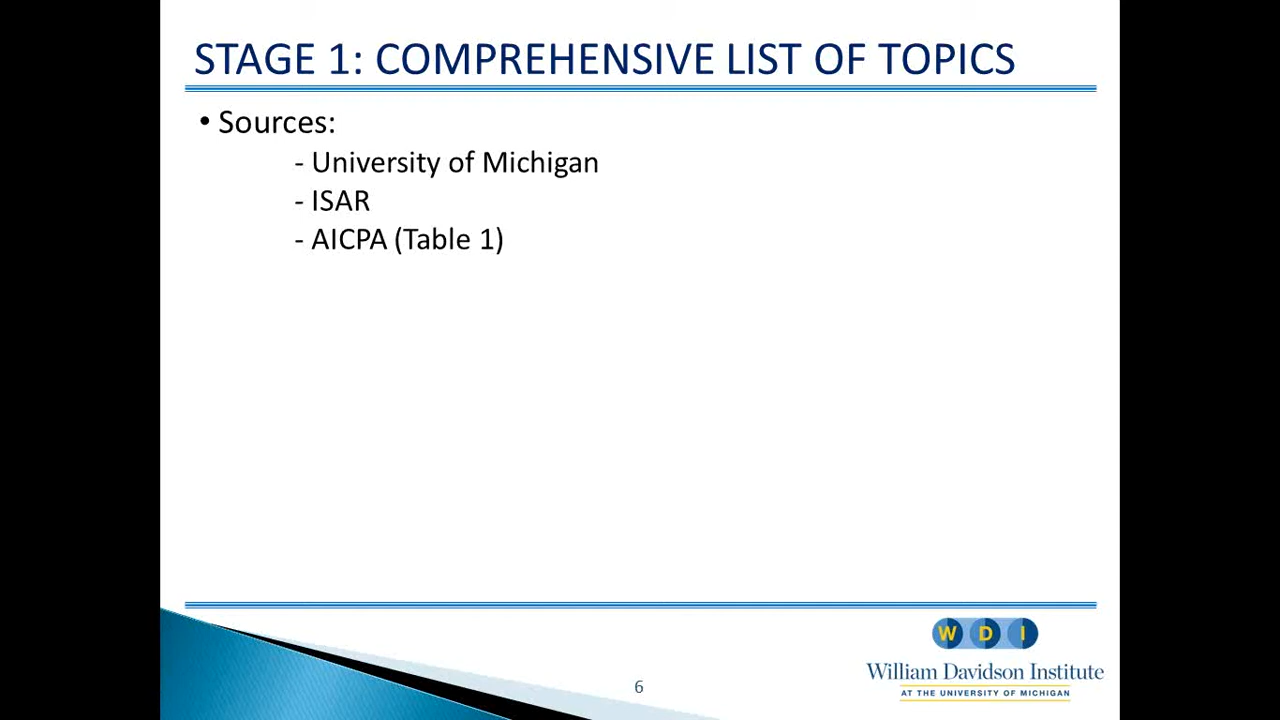 STAGE 1: COMPREHENSIVE LIST OF TOPICS
• Sources:
- University of Michigan
- ISAR
- AICPA (Table 1)
W D I
William Davidson Institute
AT THE UNIVERSITY OF MICHIGAN
6